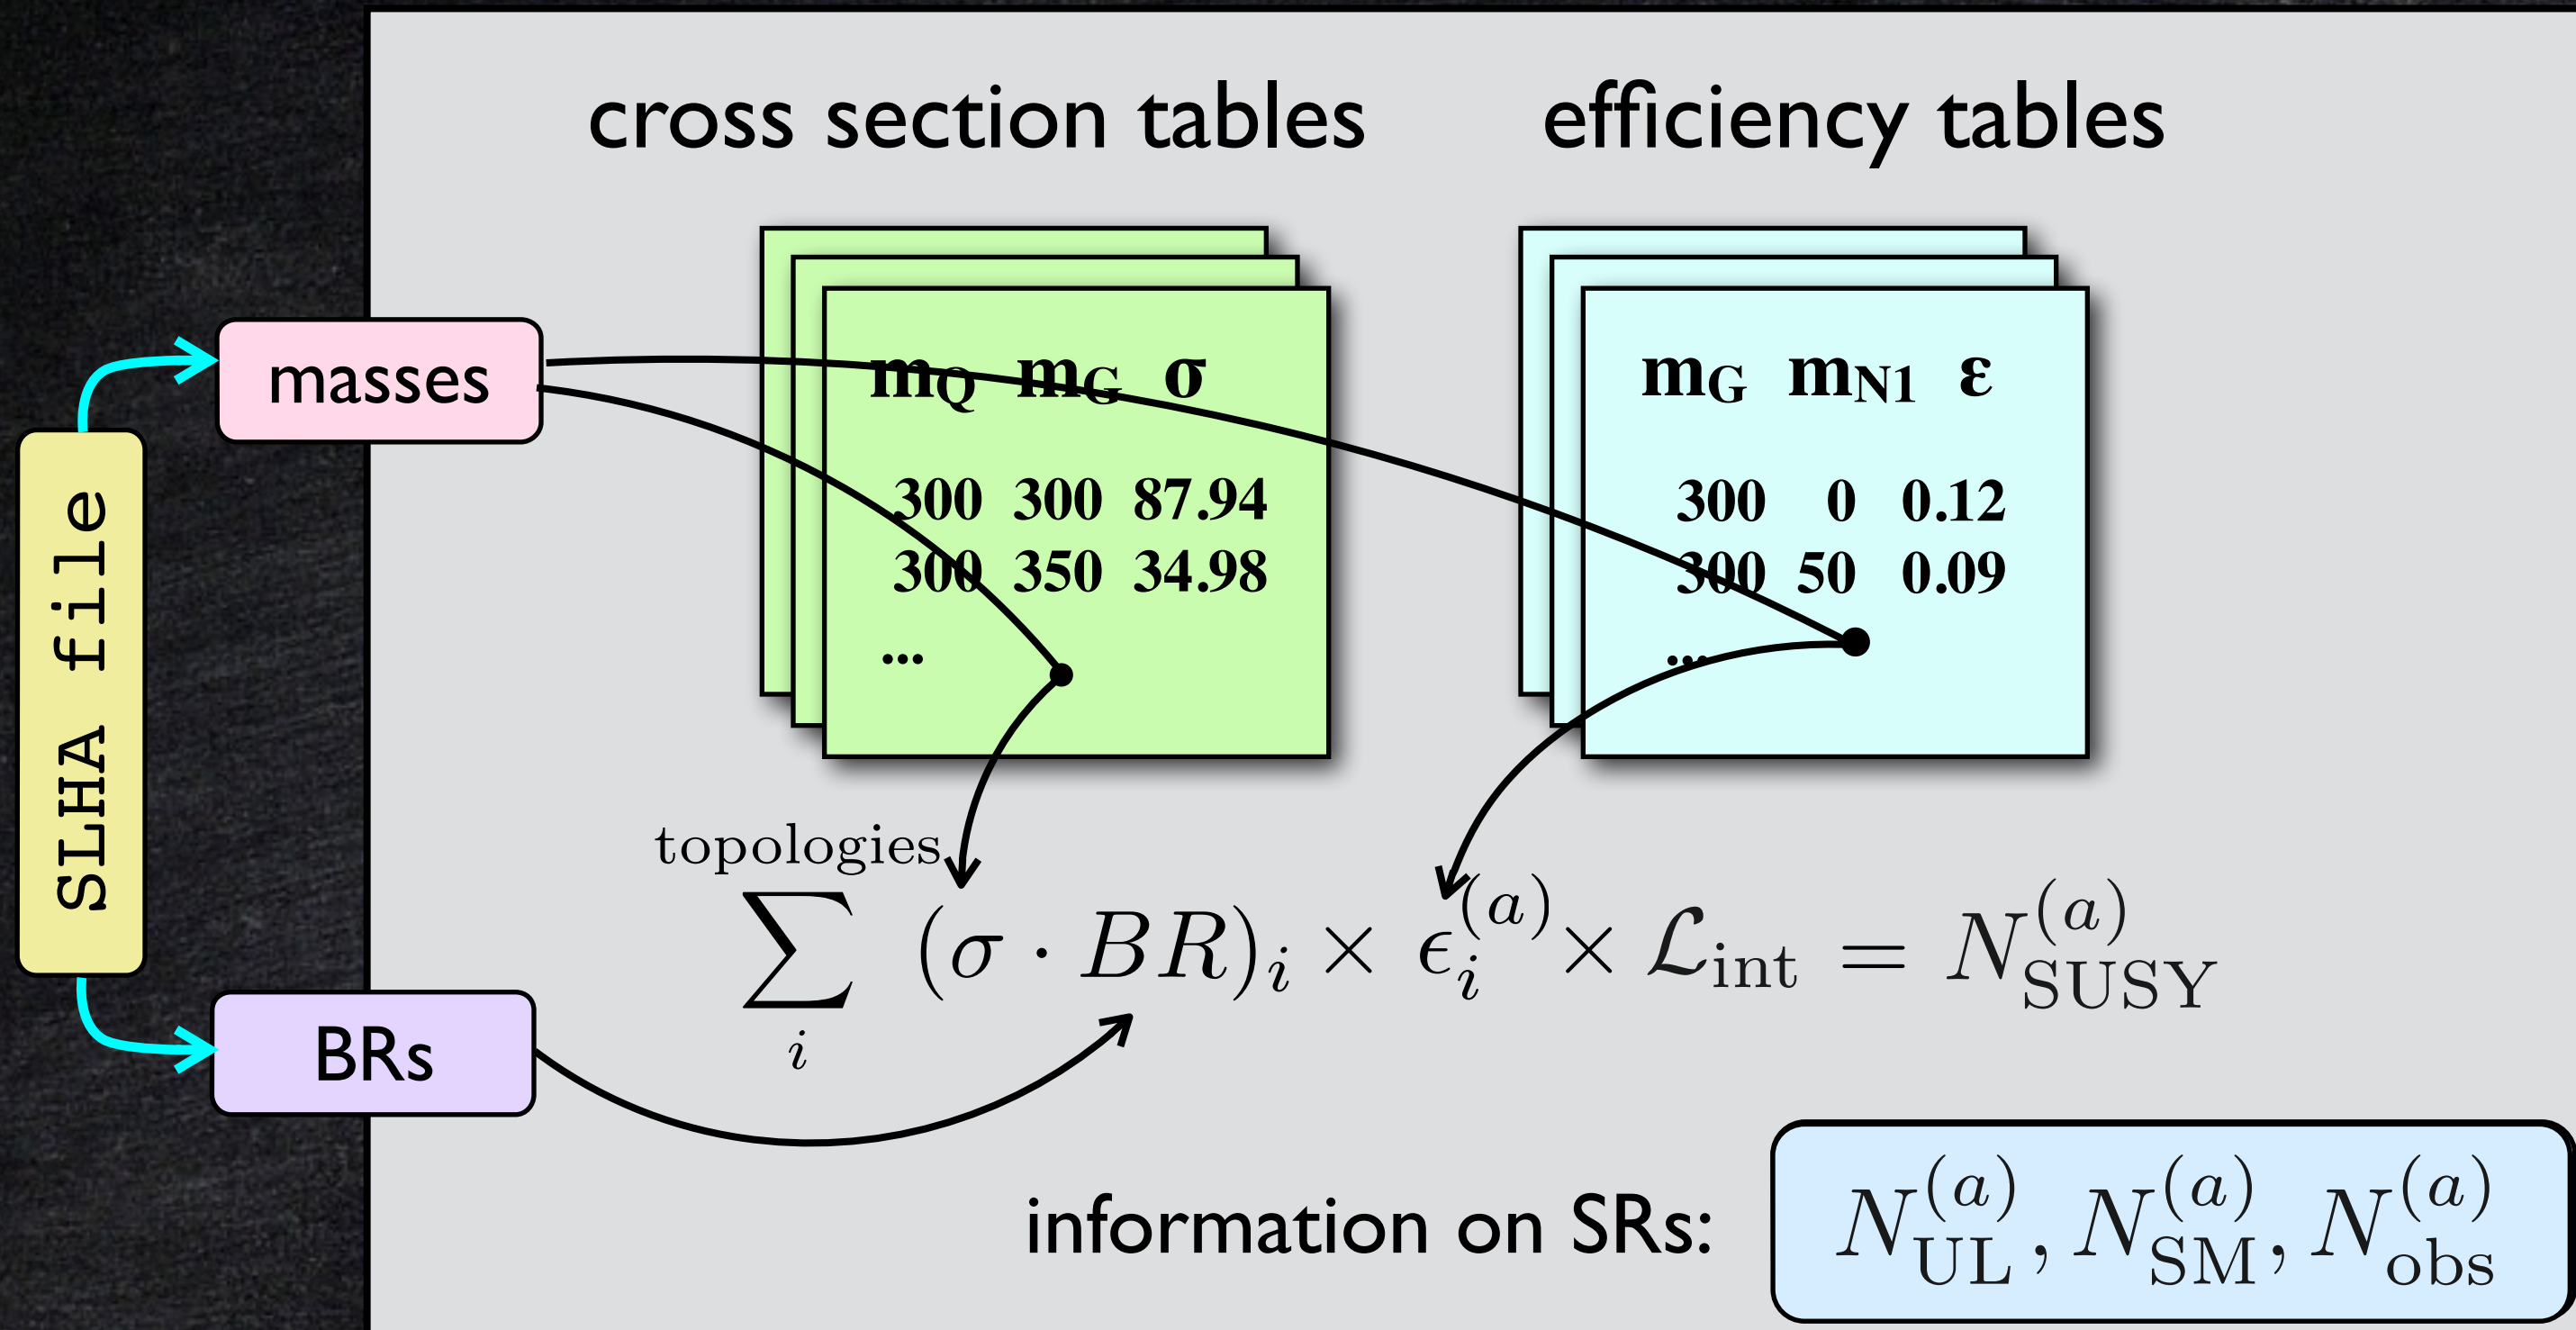 cross section tables
efficiency tables
masses
SLHA file
BRs
m_Q m_G σ
300 300 87.94
300 350 34.98
...
m_G m_N1 ε
300 0 0.12
300 50 0.09
...
topologies
∑_i (σ · BR)_i × ϵ_i^(a) × ℒ_int = N_SUSY^(a)
information on SRs:
N_UL^(a), N_SM^(a), N_obs^(a)